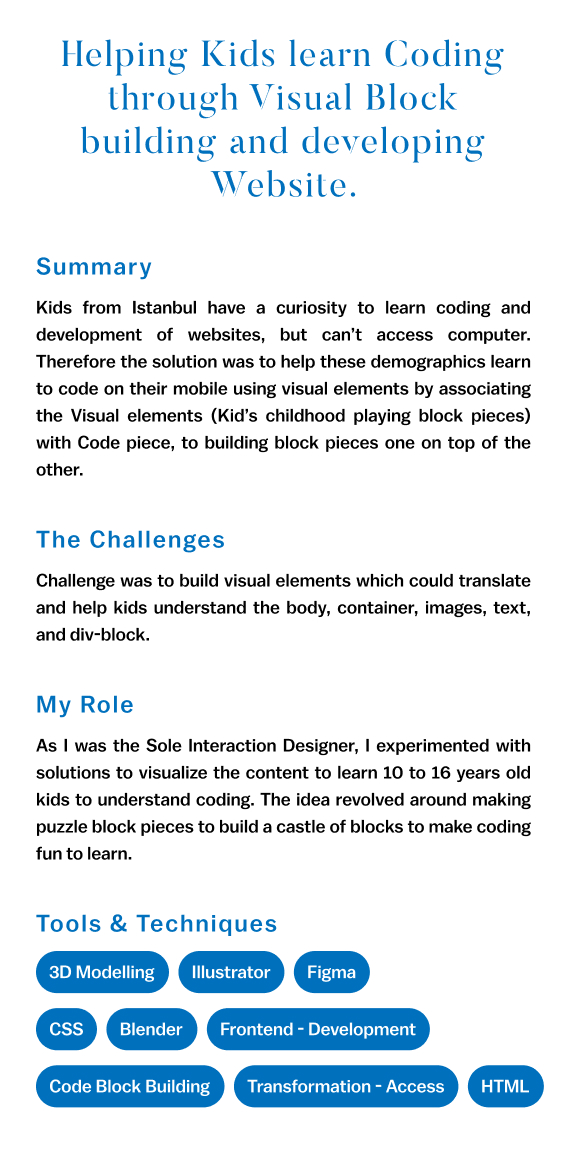 Helping Kids learn Coding
through Visual Block
building and developing
Website.
Summary
Kids from Istanbul have a curiosity to learn coding and
development of websites, but can’t access computer.
Therefore the solution was to help these demographics learn
to code on their mobile using visual elements by associating
the Visual elements (Kid’s childhood playing block pieces)
with Code piece, to building block pieces one on top of the
other.
The Challenges
Challenge was to build visual elements which could translate
and help kids understand the body, container, images, text,
and div-block.
My Role
As I was the Sole Interaction Designer, I experimented with
solutions to visualize the content to learn 10 to 16 years old
kids to understand coding. The idea revolved around making
puzzle block pieces to build a castle of blocks to make coding
fun to learn.
Tools & Techniques
3D Modelling Illustrator Figma
CSS Blender Frontend - Development
Code Block Building Transformation - Access HTML